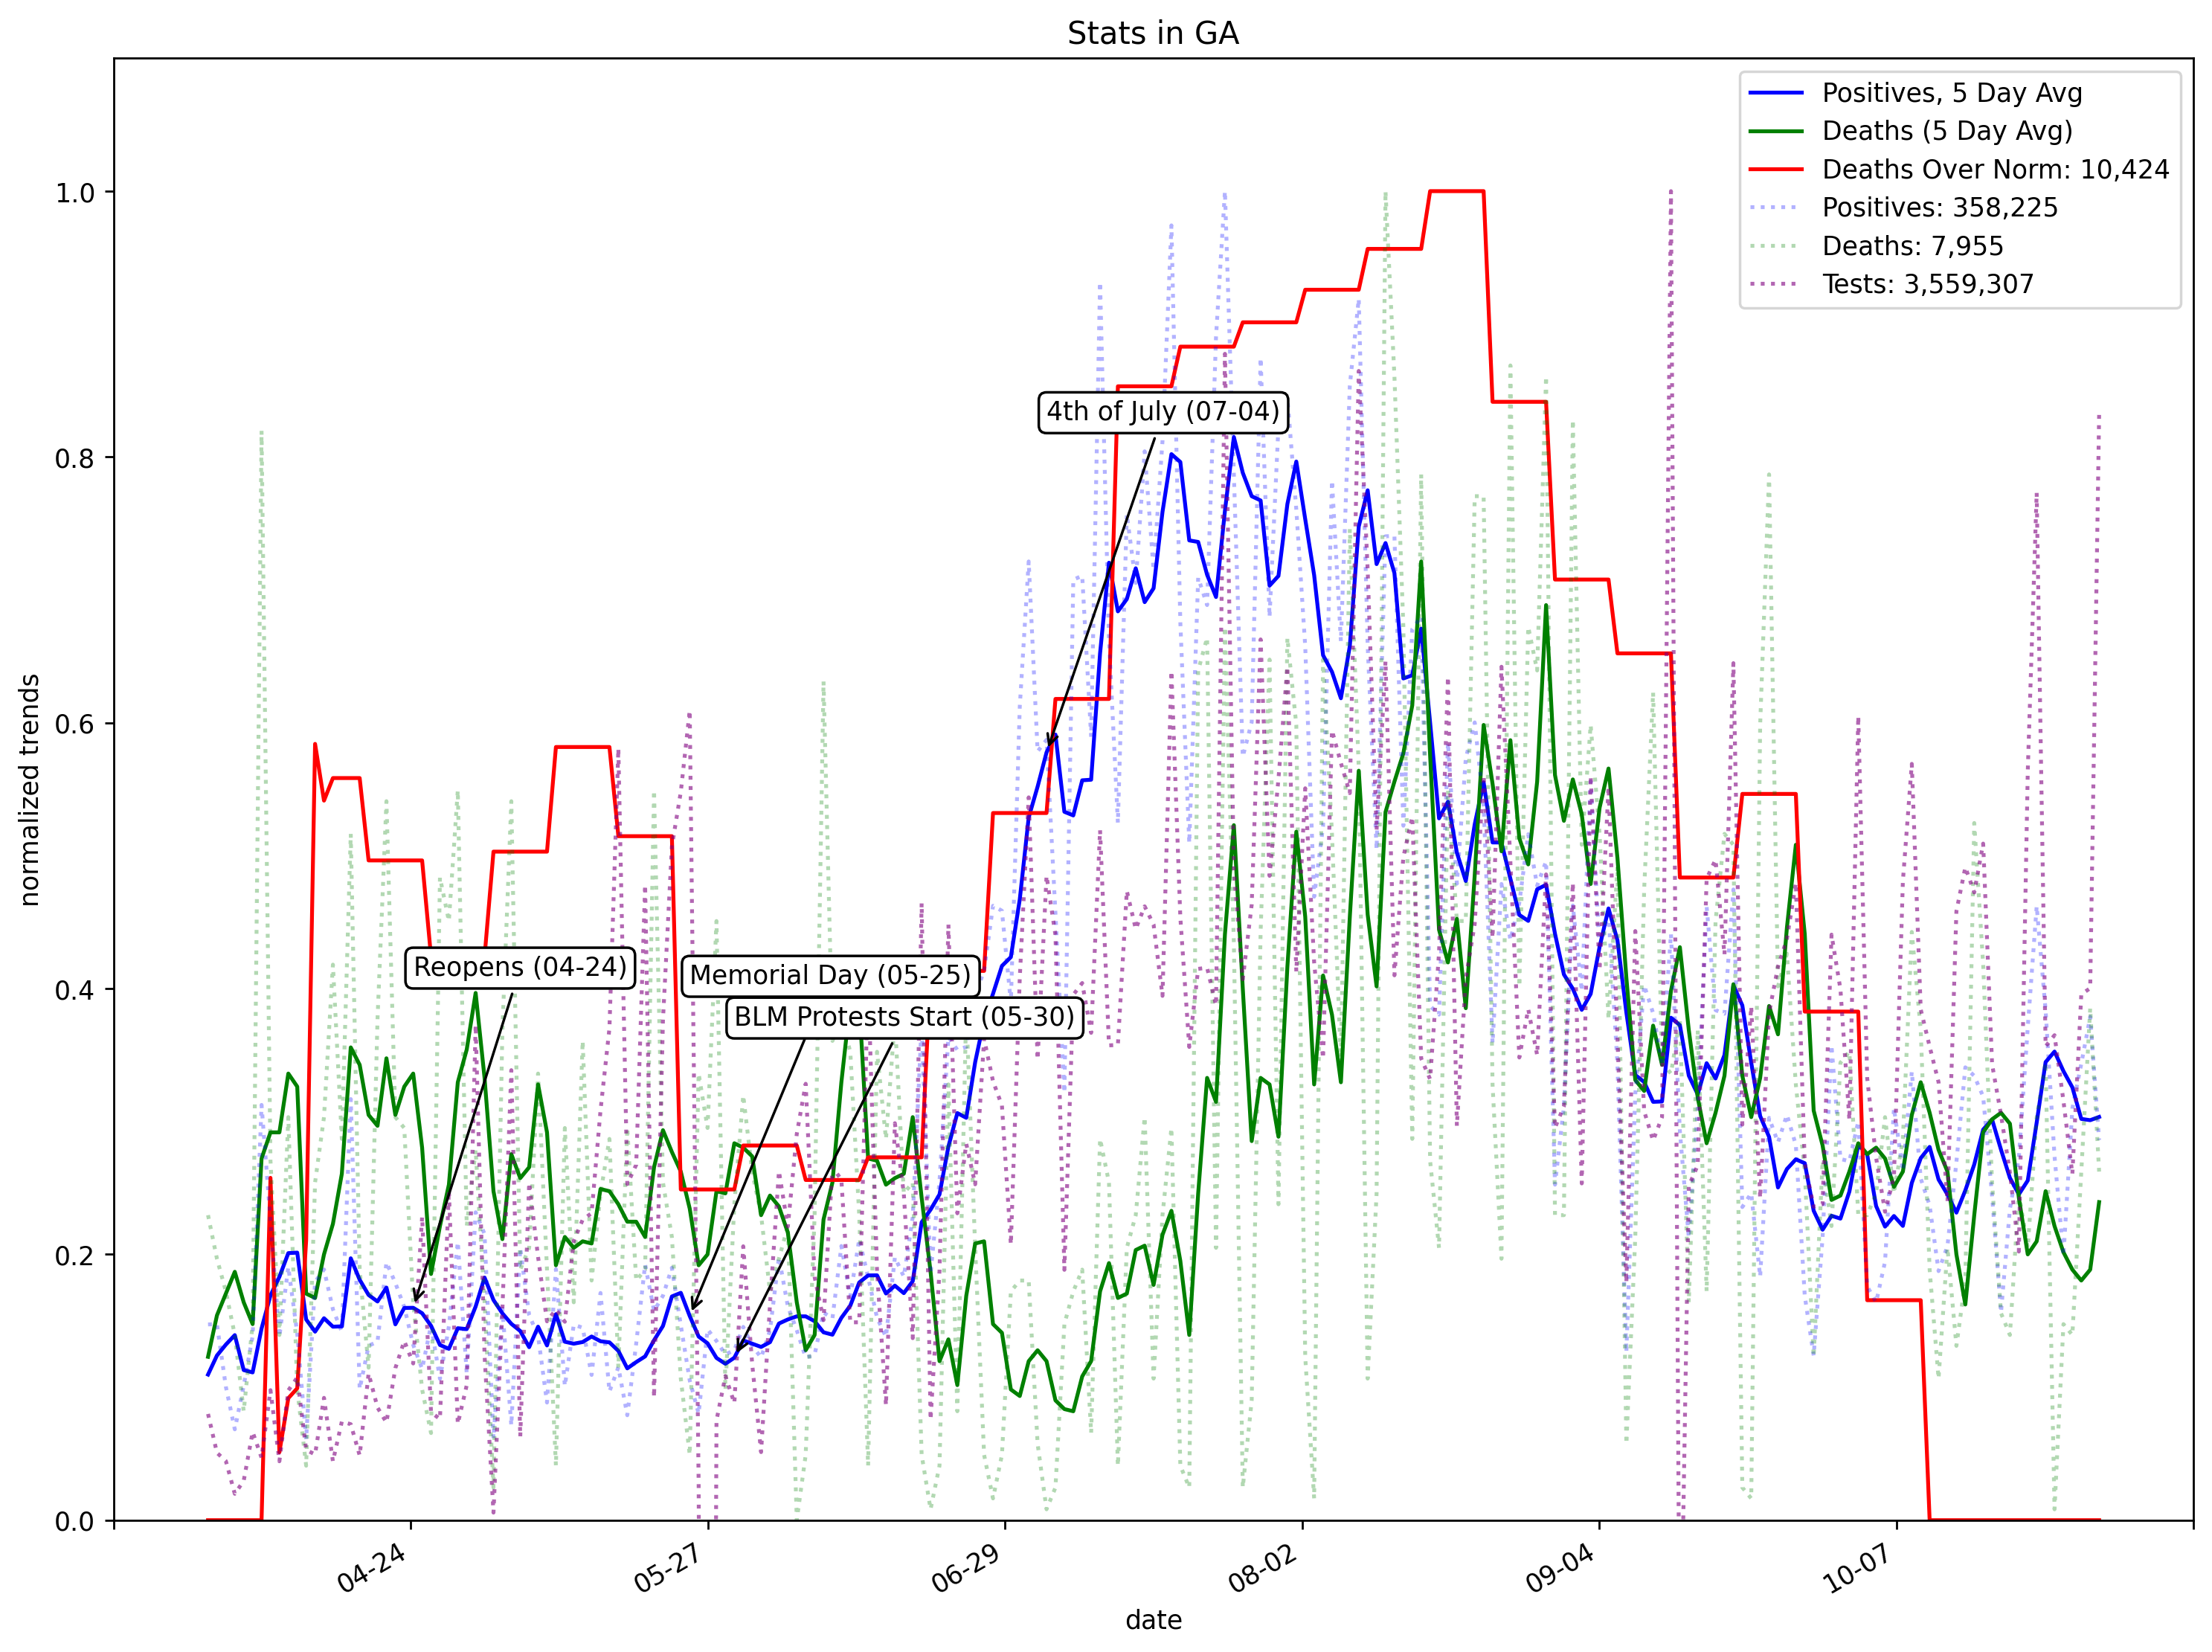 Stats in GA
Positives, 5 Day Avg
Deaths (5 Day Avg)
Deaths Over Norm: 10,424
Positives: 358,225
Deaths: 7,955
Tests: 3,559,307
1.0
0.8
0.6
0.4
0.2
0.0
normalized trends
4th of July (07-04)
Reopens (04-24)
Memorial Day (05-25)
BLM Protests Start (05-30)
04-24
05-27
06-29
08-02
09-04
10-07
date